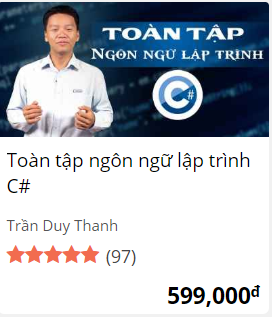 TOÀN TẬP
NGÔN NGỮ LẬP TRÌNH
C#
Toàn tập ngôn ngữ lập trình
C#
Trần Duy Thanh
(97)
599,000đ